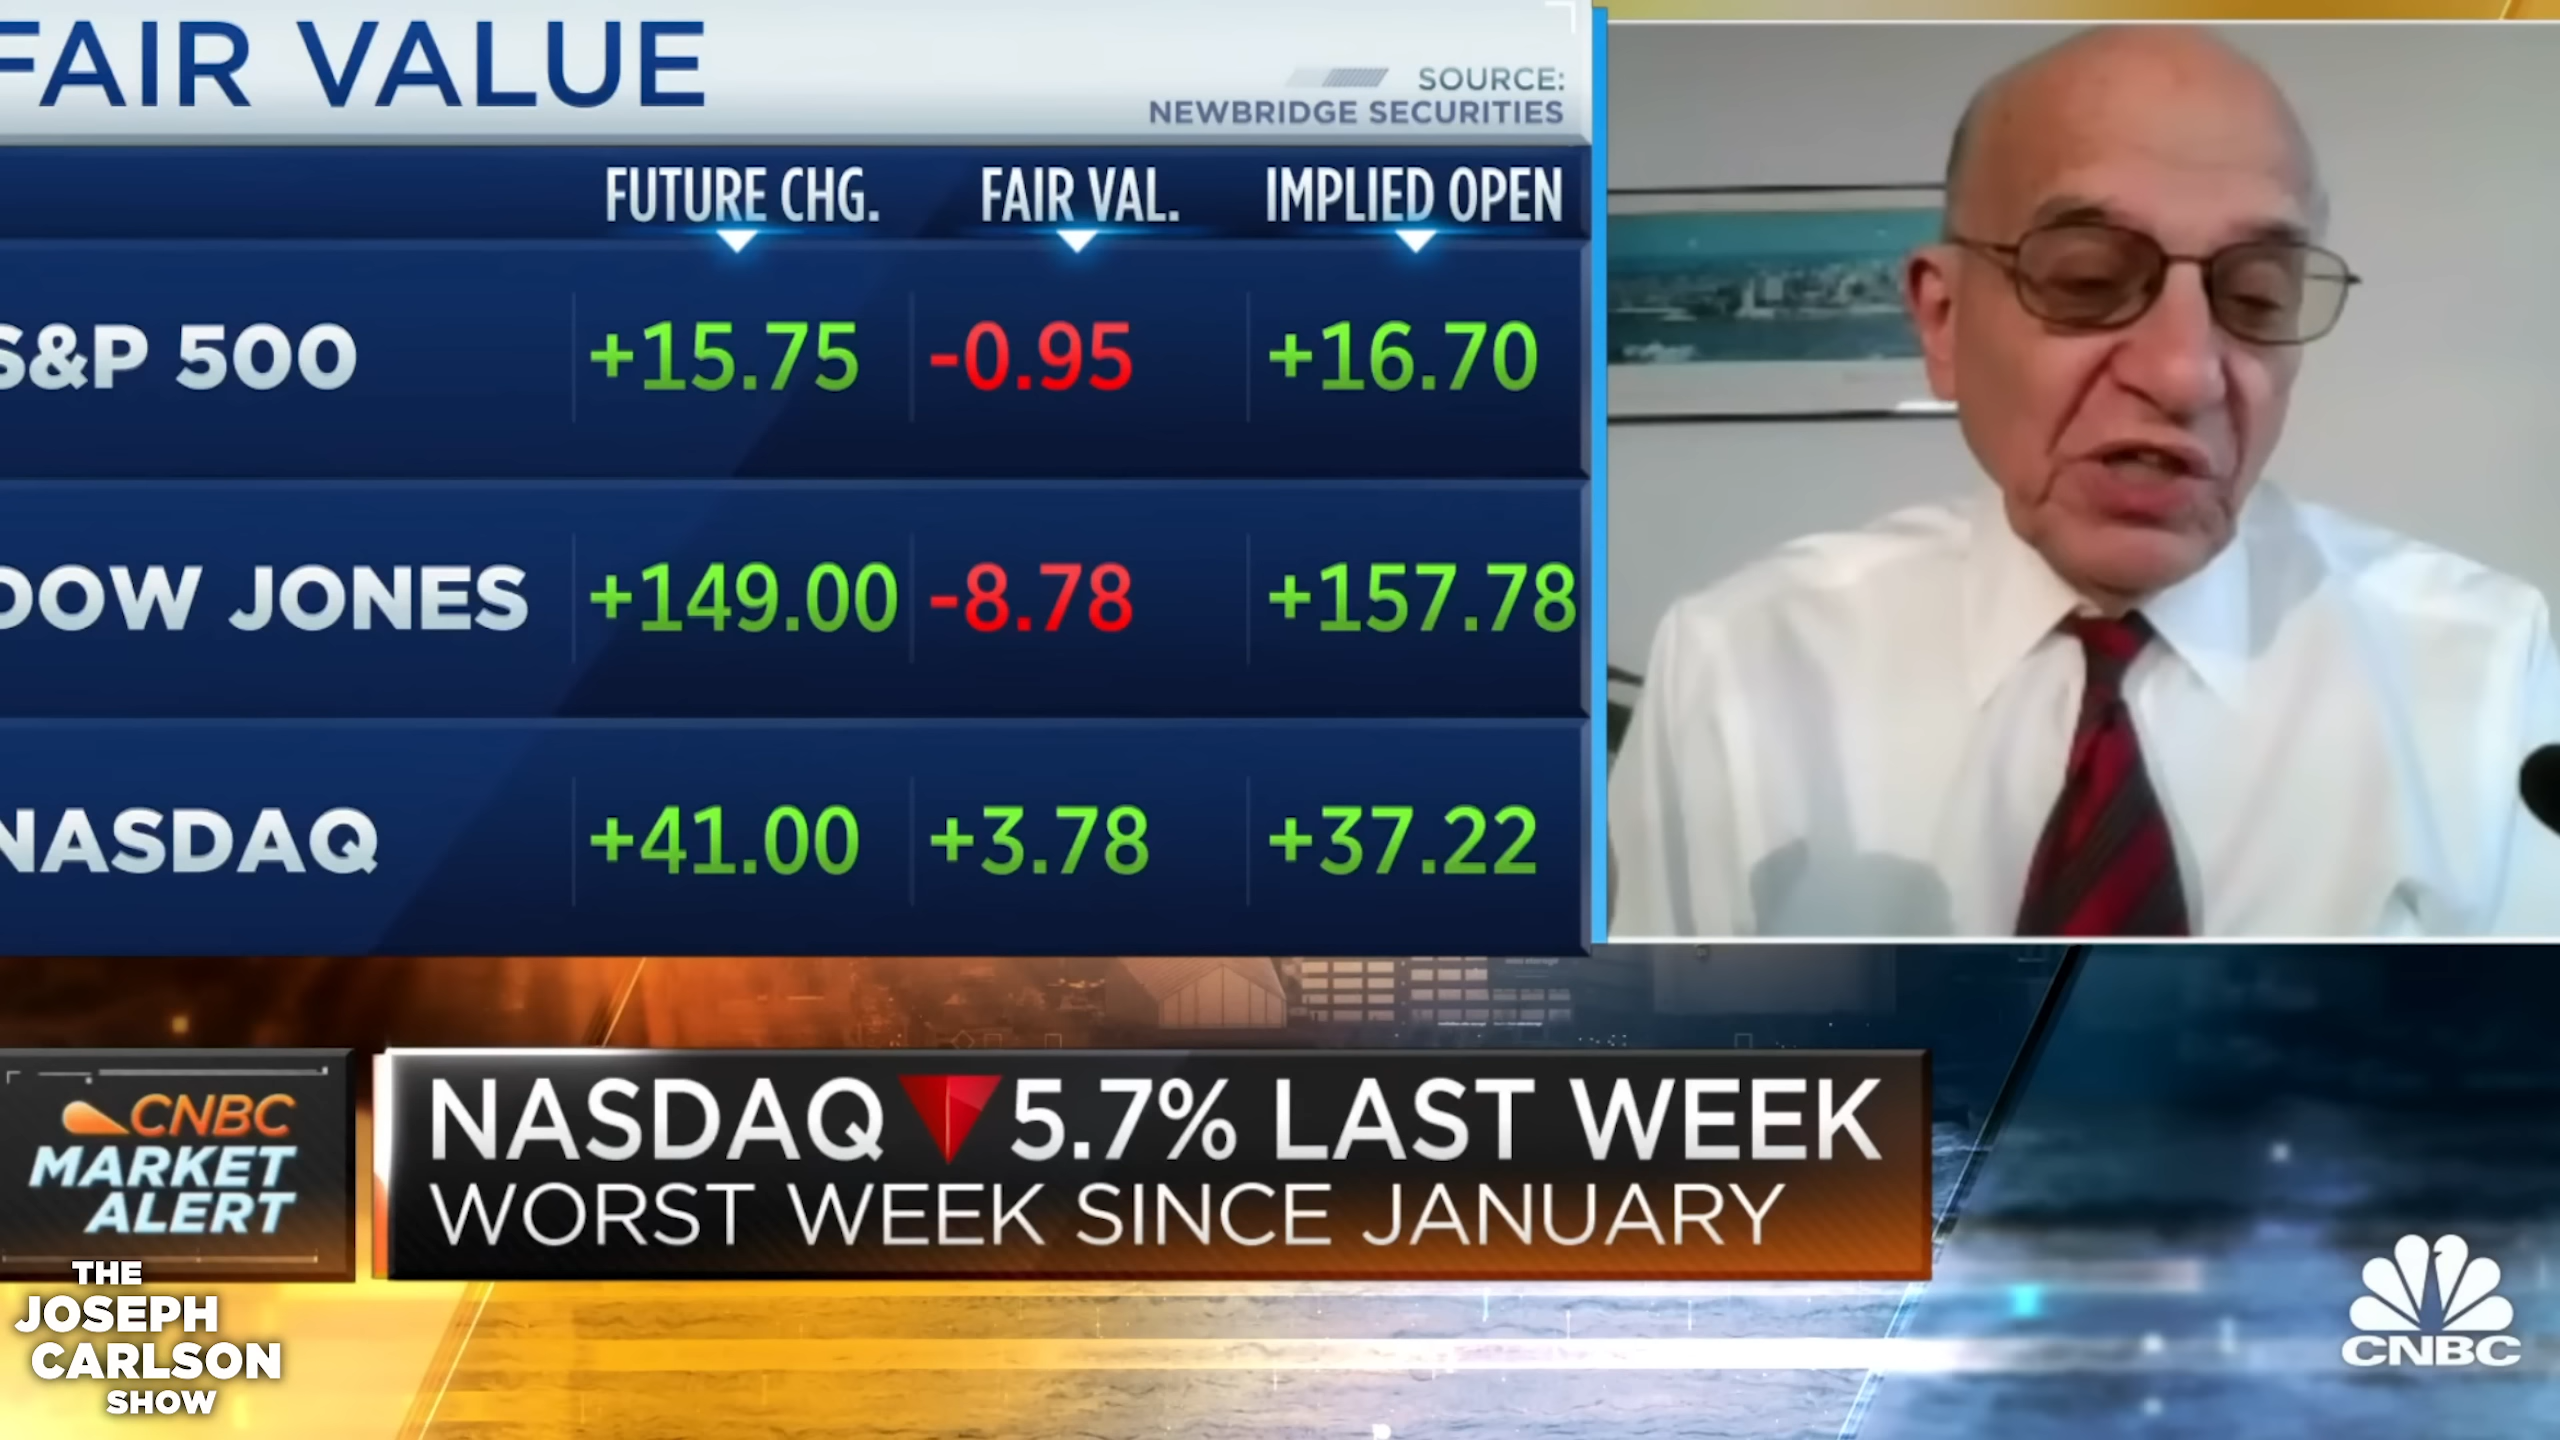 FAIR VALUE
SOURCE:
NEWBRIDGE SECURITIES
FUTURE CHG. FAIR VAL. IMPLIED OPEN
S&P 500 +15.75 -0.95 +16.70
DOW JONES +149.00 -8.78 +157.78
NASDAQ +41.00 +3.78 +37.22
CNBC
MARKET
ALERT
NASDAQ ▼ 5.7% LAST WEEK
WORST WEEK SINCE JANUARY
THE
JOSEPH
CARLSON
SHOW
CNBC